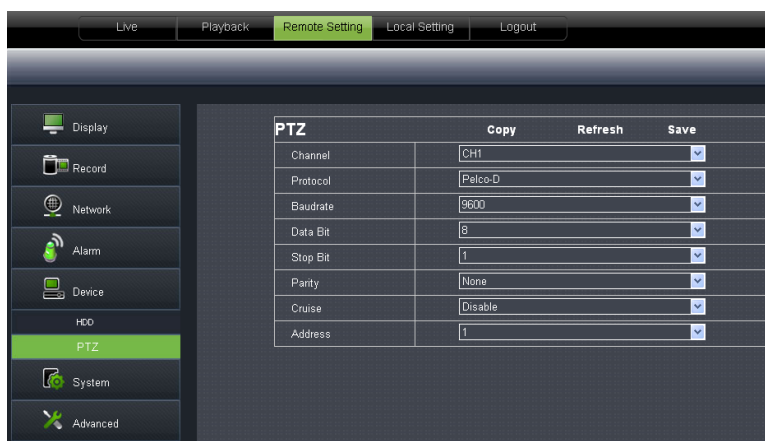 Live Playback Remote Setting Local Setting Logout
Display
Record
Network
Alarm
Device
HDD
PTZ
System
Advanced
PTZ Copy Refresh Save
Channel CH1
Protocol Pelco-D
Baudrate 9600
Data Bit 8
Stop Bit 1
Parity None
Cruise Disable
Address 1